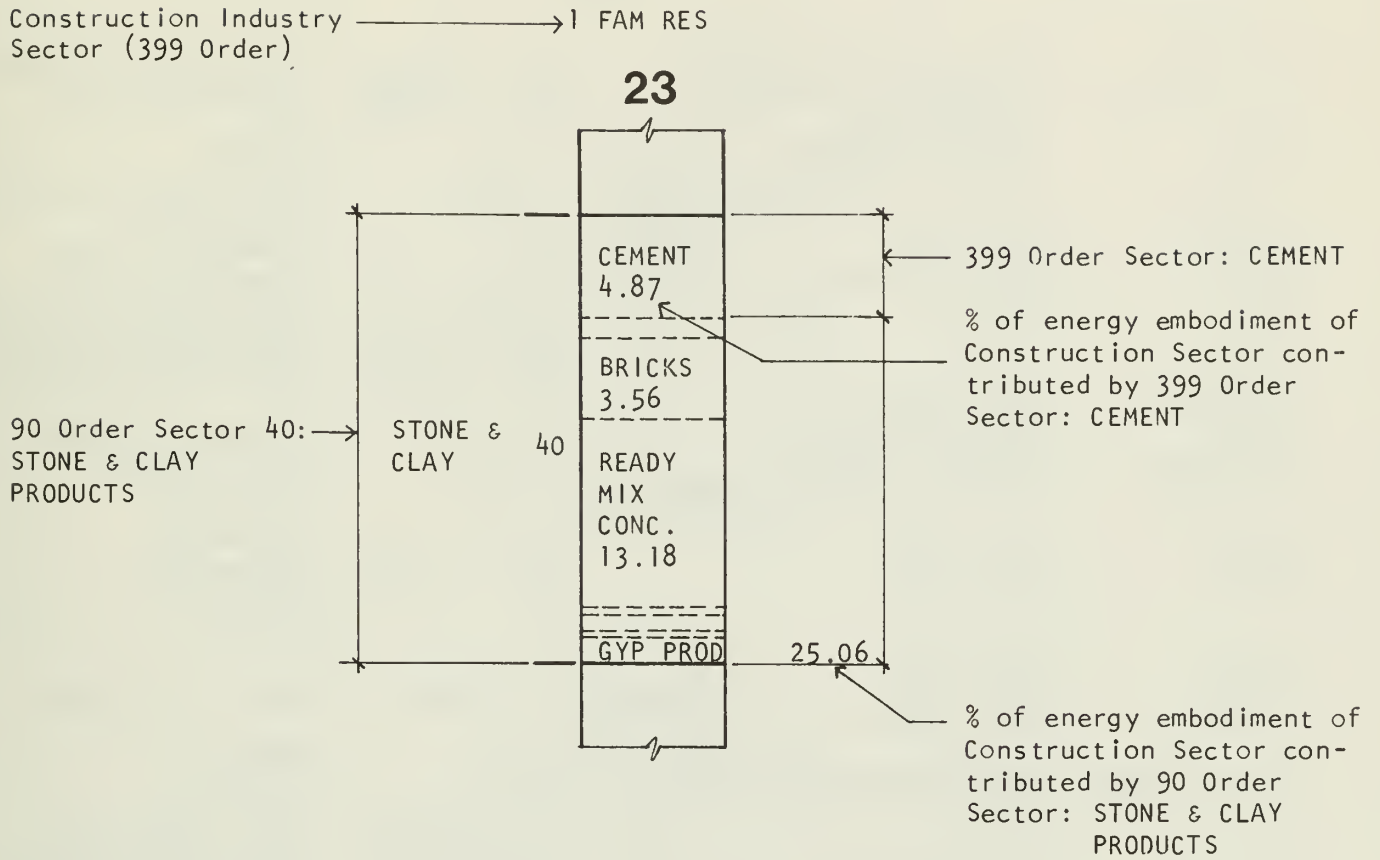 Construction Industry
Sector (399 Order)
1 FAM RES
23
CEMENT
4.87
BRICKS
3.56
READY
MIX
CONC.
13.18
GYP PROD
25.06
90 Order Sector 40:
STONE & CLAY
PRODUCTS
STONE &
CLAY
40
399 Order Sector: CEMENT
% of energy embodiment of
Construction Sector con-
tributed by 399 Order
Sector: CEMENT
% of energy embodiment of
Construction Sector con-
tributed by 90 Order
Sector: STONE & CLAY
PRODUCTS